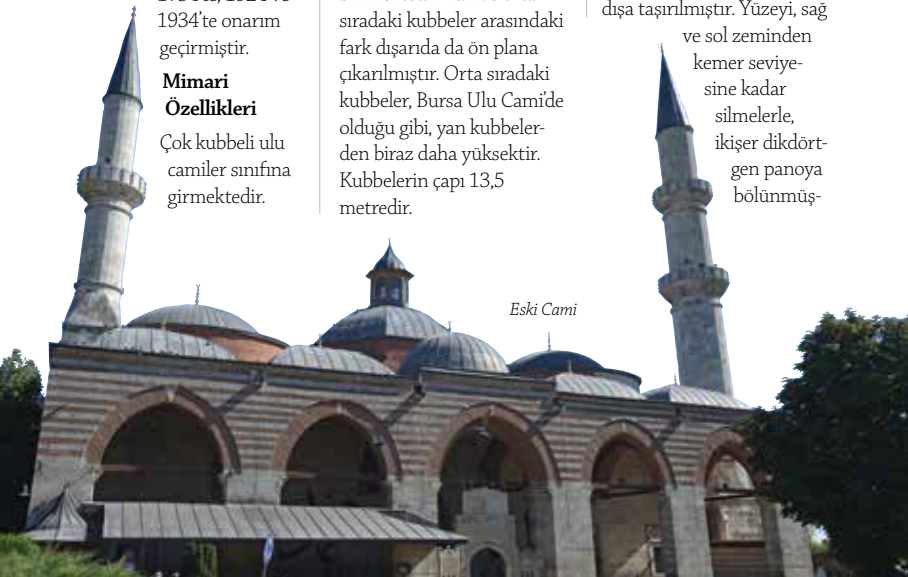 1934'te onarım
geçirmiştir.
Mimari
Özellikleri
Çok kubbeli ulu
camiler sınıfına
girmektedir.
sıradaki kubbeler arasındaki
fark dışarıda da ön plana
çıkarılmıştır. Orta sıradaki
kubbeler, Bursa Ulu Cami'de
olduğu gibi, yan kubbeler-
den biraz daha yüksektir.
Kubbelerin çapı 13,5
metredir.
dışa taşırılmıştır. Yüzeyi, sağ
ve sol zeminden
kemer seviye-
sine kadar
silmelerle,
ikişer dikdört-
gen panoya
bölünmüş-
Eski Cami